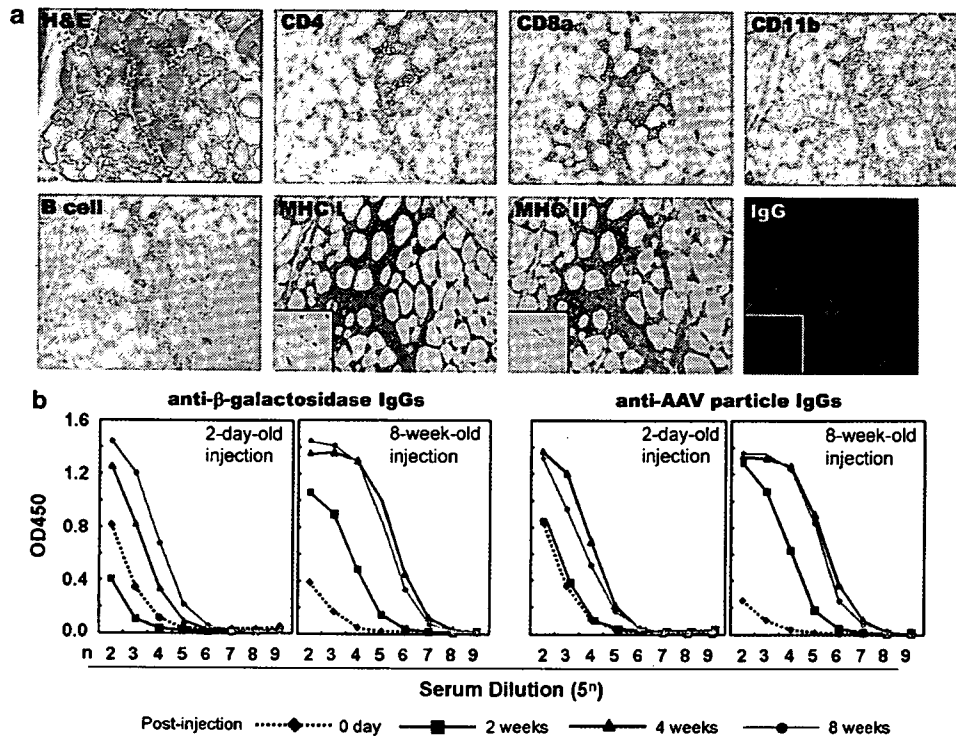 a
H&E
CD4
CD8a
CD11b
B cell
MHC I
MHC II
IgG
b
anti-β-galactosidase IgGs
anti-AAV particle IgGs
2-day-old injection
8-week-old injection
2-day-old injection
8-week-old injection
OD450
1.6
1.2
0.8
0.4
0.0
n 2 3 4 5 6 7 8 9 2 3 4 5 6 7 8 9 2 3 4 5 6 7 8 9 2 3 4 5 6 7 8 9
Serum Dilution (5ⁿ)
Post-injection 0 day 2 weeks 4 weeks 8 weeks